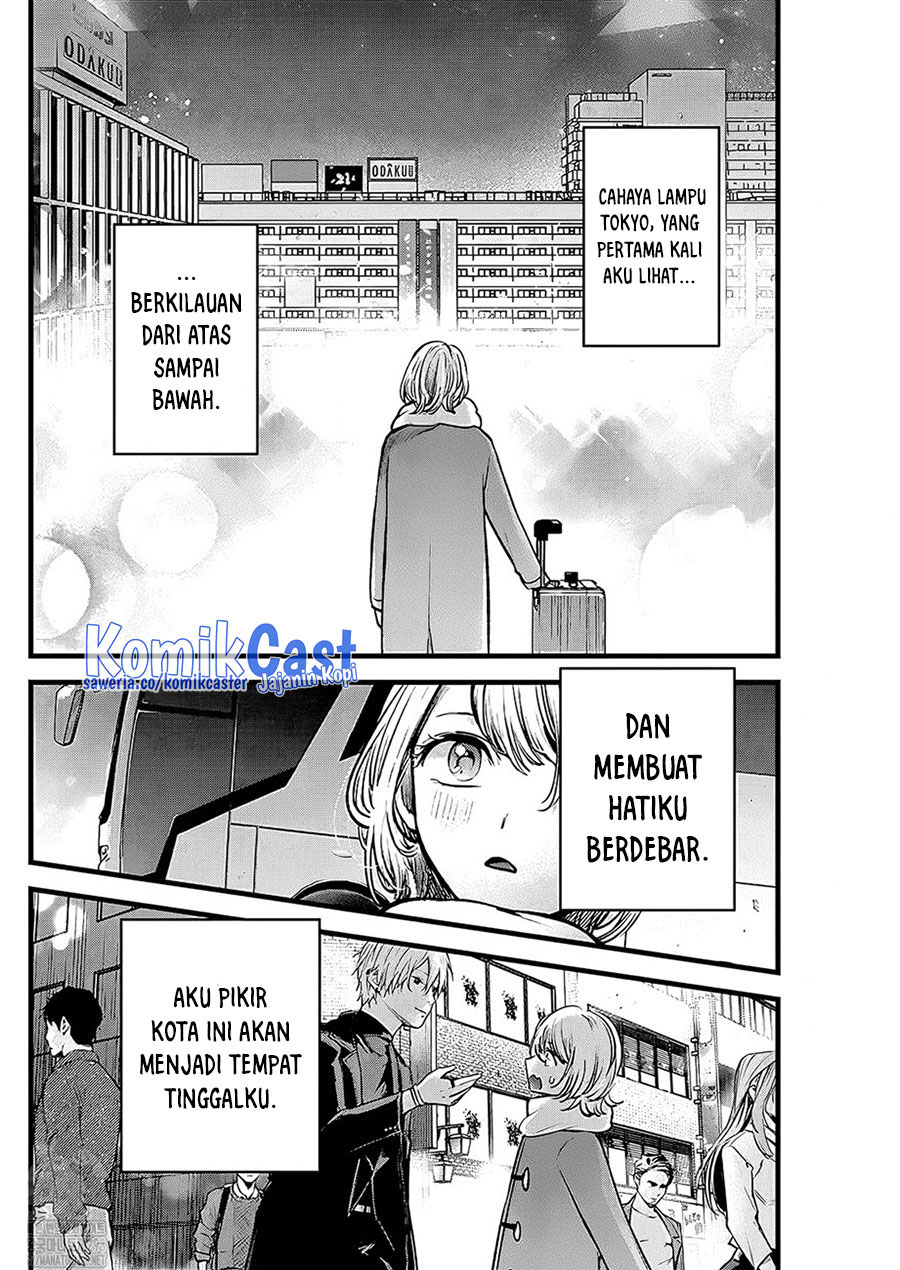 ODAKUU
ODAKUU
CAHAYA LAMPU
TOKYO, YANG
PERTAMA KALI
AKU LIHAT...
...
BERKILAUAN
DARI ATAS
SAMPAI
BAWAH.
KomikCast
saweria.co/komikcaster Jajanin Kopi
DAN
MEMBUAT
HATIKU
BERDEBAR.
AKU PIKIR
KOTA INI AKAN
MENJADI TEMPAT
TINGGALKU.